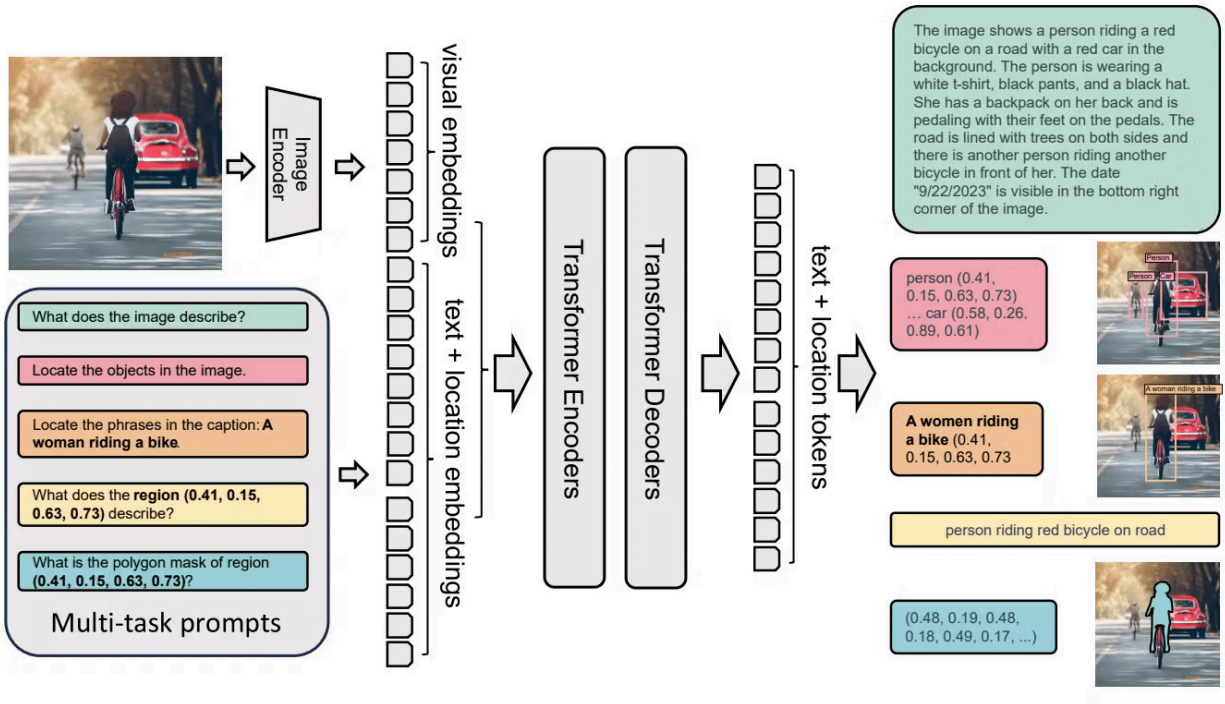 Image
Encoder
visual embeddings
text + location embeddings
What does the image describe?
Locate the objects in the image.
Locate the phrases in the caption: A
woman riding a bike.
What does the region (0.41, 0.15,
0.63, 0.73) describe?
What is the polygon mask of region
(0.41, 0.15, 0.63, 0.73)?
Multi-task prompts
Transformer Encoders
Transformer Decoders
text + location tokens
The image shows a person riding a red
bicycle on a road with a red car in the
background. The person is wearing a
white t-shirt, black pants, and a black hat.
She has a backpack on her back and is
pedaling with their feet on the pedals. The
road is lined with trees on both sides and
there is another person riding another
bicycle in front of her. The date
"9/22/2023" is visible in the bottom right
corner of the image.
person (0.41,
0.15, 0.63, 0.73)
... car (0.58, 0.26,
0.89, 0.61)
Person
Person
Car
A women riding
a bike (0.41,
0.15, 0.63, 0.73
A woman riding a bike
person riding red bicycle on road
(0.48, 0.19, 0.48,
0.18, 0.49, 0.17, ...)